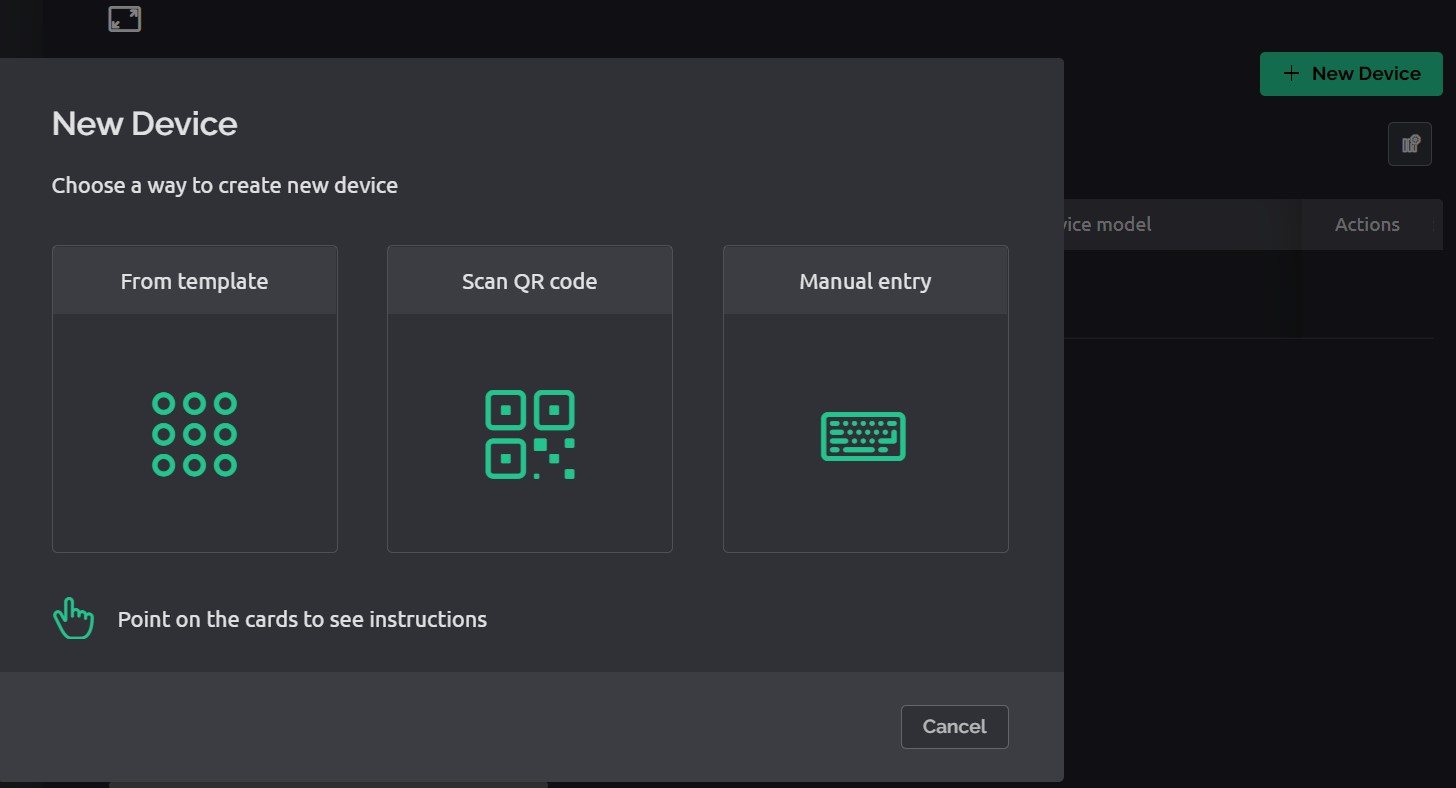 New Device
New Device
Choose a way to create new device
model
Actions
From template
Scan QR code
Manual entry
Point on the cards to see instructions
Cancel